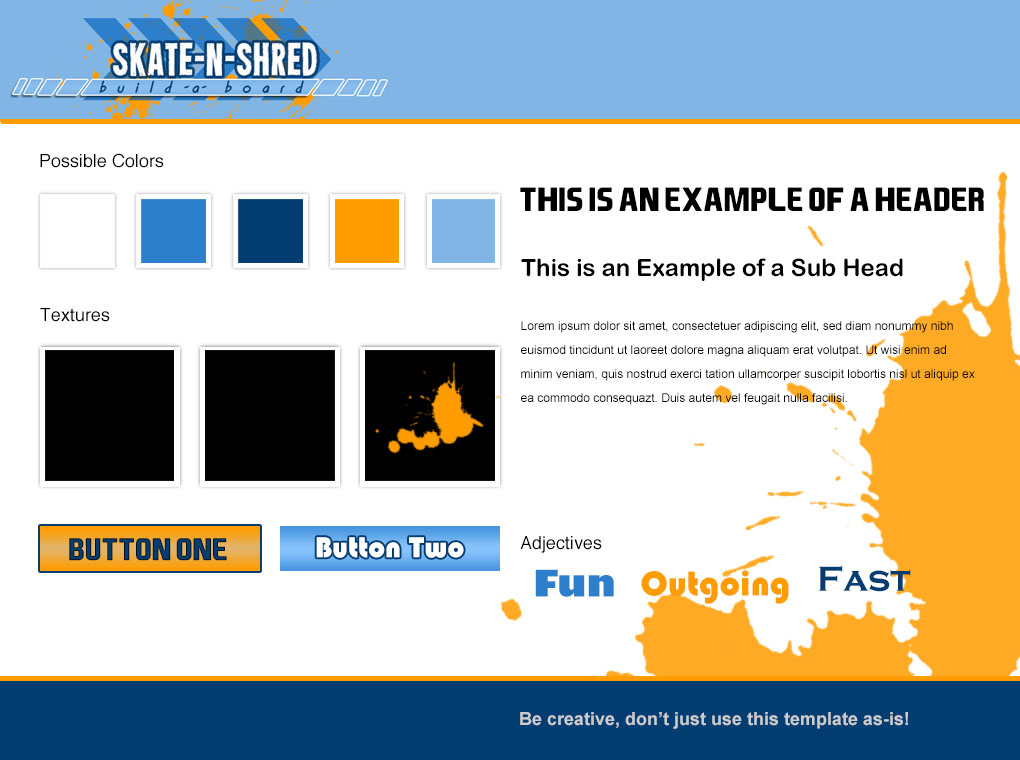 SKATE-N-SHRED
build-a-board
Possible Colors
THIS IS AN EXAMPLE OF A HEADER
This is an Example of a Sub Head
Textures
Lorem ipsum dolor sit amet, consectetuer adipiscing elit, sed diam nonummy nibh
euismod tincidunt ut laoreet dolore magna aliquam erat volutpat. Ut wisi enim ad
minim veniam, quis nostrud exerci tation ullamcorper suscipit lobortis nisl ut aliquip ex
ea commodo consequazt. Duis autem vel feugait nulla facilisi.
BUTTON ONE
Button Two
Adjectives
Fun Outgoing FAST
Be creative, don’t just use this template as-is!